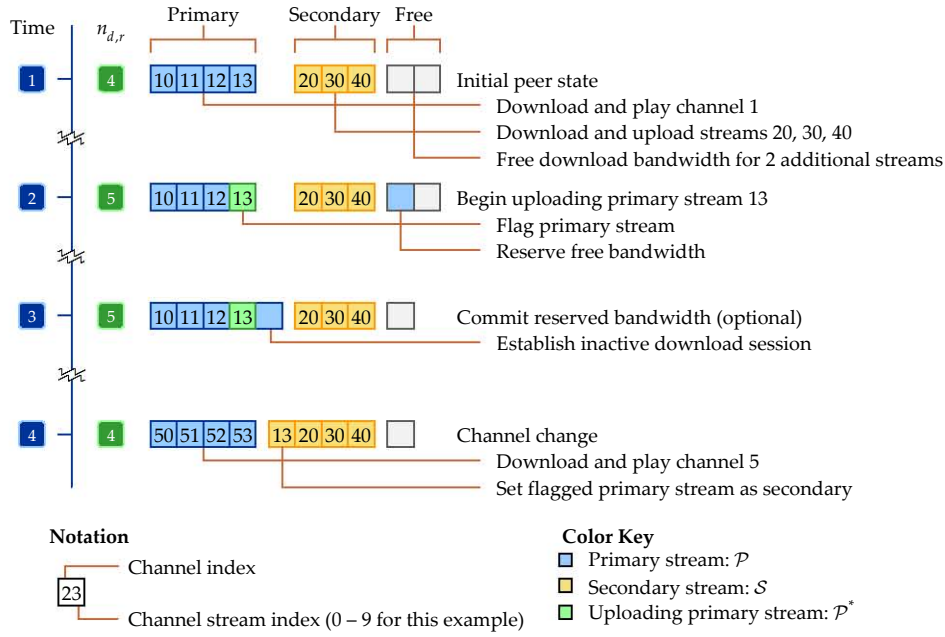 Time n_{d,r} Primary Secondary Free
1 4 10 11 12 13 20 30 40 Initial peer state
Download and play channel 1
Download and upload streams 20, 30, 40
Free download bandwidth for 2 additional streams
2 5 10 11 12 13 20 30 40 Begin uploading primary stream 13
Flag primary stream
Reserve free bandwidth
3 5 10 11 12 13 20 30 40 Commit reserved bandwidth (optional)
Establish inactive download session
4 4 50 51 52 53 13 20 30 40 Channel change
Download and play channel 5
Set flagged primary stream as secondary
Notation
Channel index
23
Channel stream index (0 – 9 for this example)
Color Key
Primary stream: 𝒫
Secondary stream: 𝒮
Uploading primary stream: 𝒫*